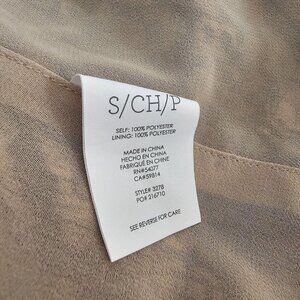 S/CH/P
SELF: 100% POLYESTER
LINING: 100% POLYESTER
MADE IN CHINA
HECHO EN CHINA
FABRIQUÉ EN CHINE
RN#54077
CA#59814
STYLE# 3278
PO# 216710
SEE REVERSE FOR CARE